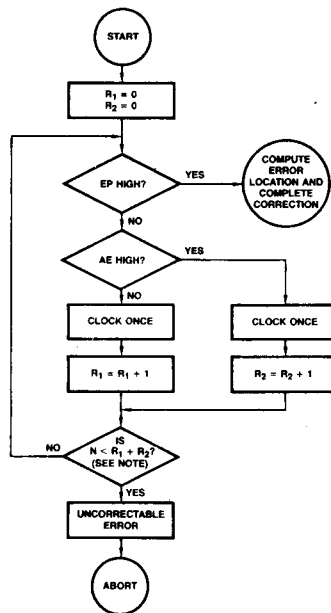 START
R₁ = 0
R₂ = 0
EP HIGH?
YES
COMPUTE
ERROR
LOCATION AND
COMPLETE
CORRECTION
NO
AE HIGH?
YES
NO
CLOCK ONCE
CLOCK ONCE
R₁ = R₁ + 1
R₂ = R₂ + 1
IS
N < R₁ + R₂?
(SEE NOTE)
NO
YES
UNCORRECTABLE
ERROR
ABORT